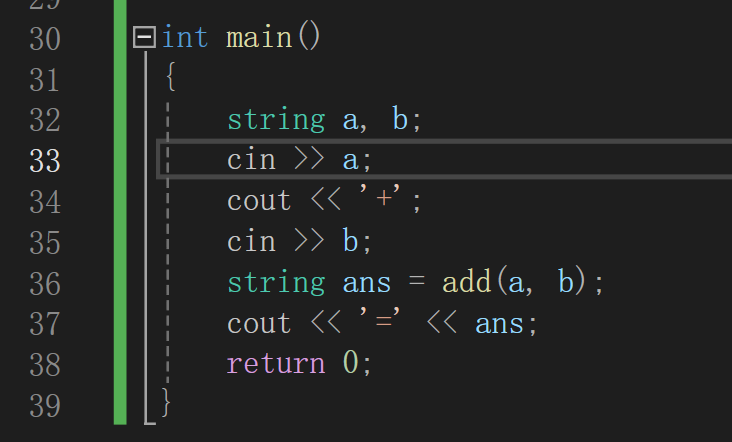 29
30 int main()
31 {
32 string a, b;
33 cin >> a;
34 cout << '+';
35 cin >> b;
36 string ans = add(a, b);
37 cout << '=' << ans;
38 return 0;
39 }